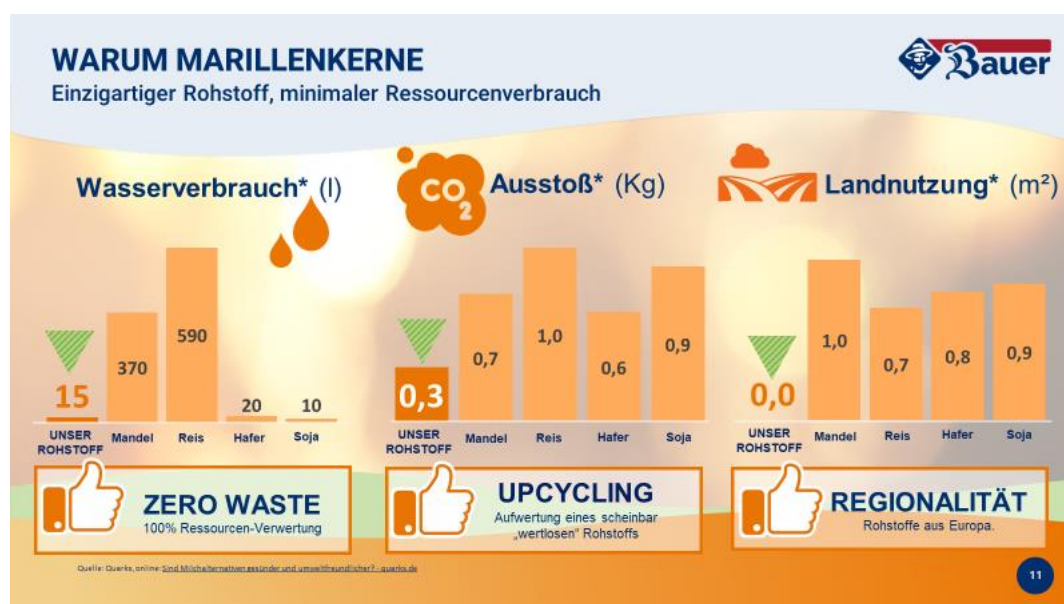 WARUM MARILLENKERNE
Einzigartiger Rohstoff, minimaler Ressourcenverbrauch
Bauer
Wasserverbrauch* (l)
15
370
590
20
10
UNSER
ROHSTOFF
Mandel
Reis
Hafer
Soja
ZERO WASTE
100% Ressourcen-Verwertung
CO2
Ausstoß* (Kg)
0,3
0,7
1,0
0,6
0,9
UNSER
ROHSTOFF
Mandel
Reis
Hafer
Soja
UPCYCLING
Aufwertung eines scheinbar
„wertlosen" Rohstoffs
Landnutzung* (m²)
0,0
1,0
0,7
0,8
0,9
UNSER
ROHSTOFF
Mandel
Reis
Hafer
Soja
REGIONALITÄT
Rohstoffe aus Europa.
Quelle: Quarks, online: Sind Milchalternativen gesünder und umweltfreundlicher? - quarks.de
11